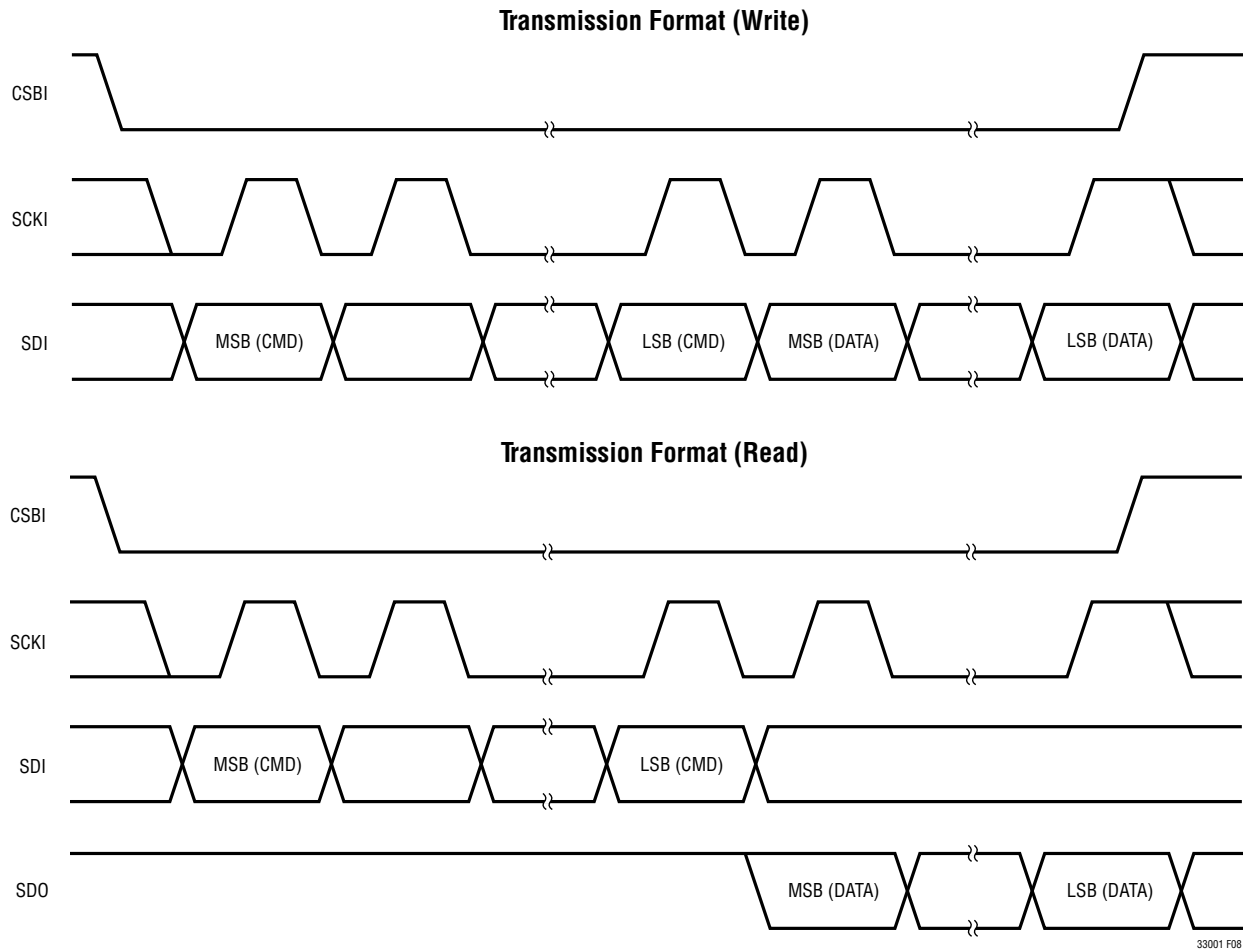 Transmission Format (Write)
CSBI
SCKI
SDI
MSB (CMD)
LSB (CMD)
MSB (DATA)
LSB (DATA)
Transmission Format (Read)
CSBI
SCKI
SDI
MSB (CMD)
LSB (CMD)
SDO
MSB (DATA)
LSB (DATA)
33001 F08